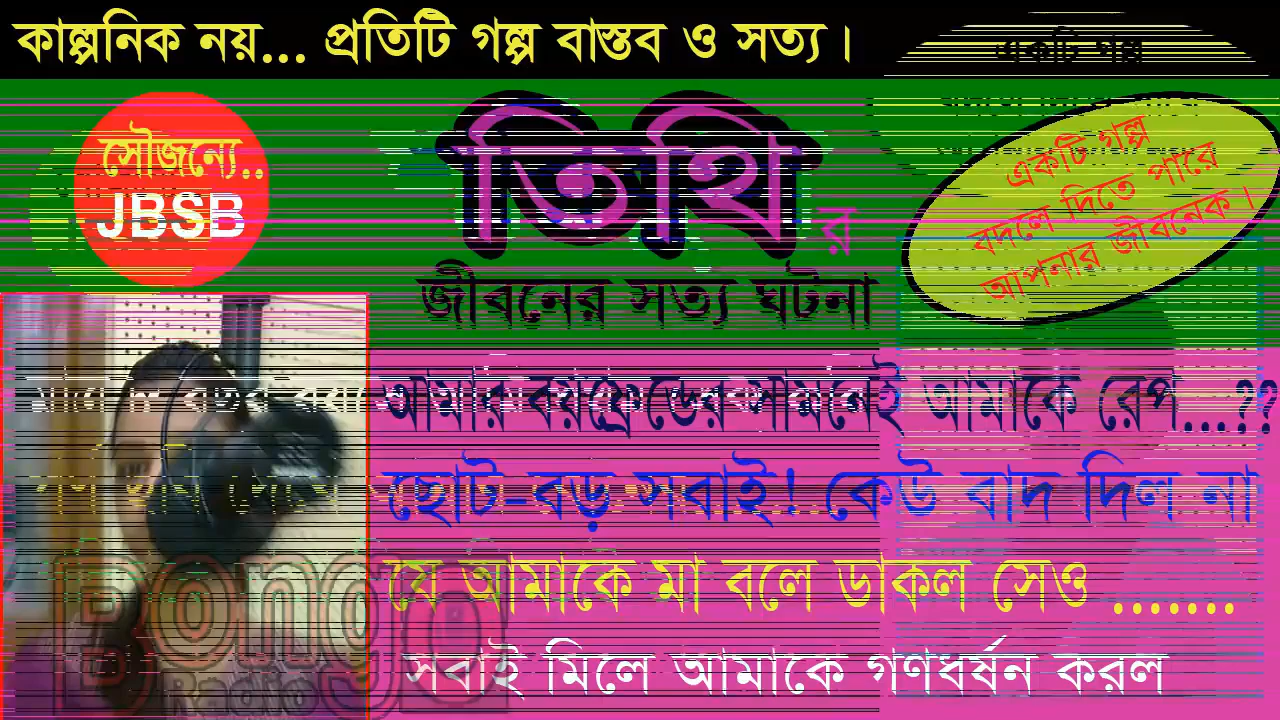 কাল্পনিক নয়... প্রতিটি গল্প বাস্তব ও সত্য।
সৌজন্যে..
JBSB
তিথি র
জীবনের সত্য ঘটনা
একটি গল্প
বদলে দিতে পারে
আপনার জীবনেক।
আমার বয়ফ্রেন্ডের সামনেই আমাকে রেপ...??
ছোট-বড় সবাই! কেউ বাদ দিল না
যে আমাকে মা বলে ডাকল সেও .......
সবাই মিলে আমাকে গণধর্ষন করল
Bongo
Radio